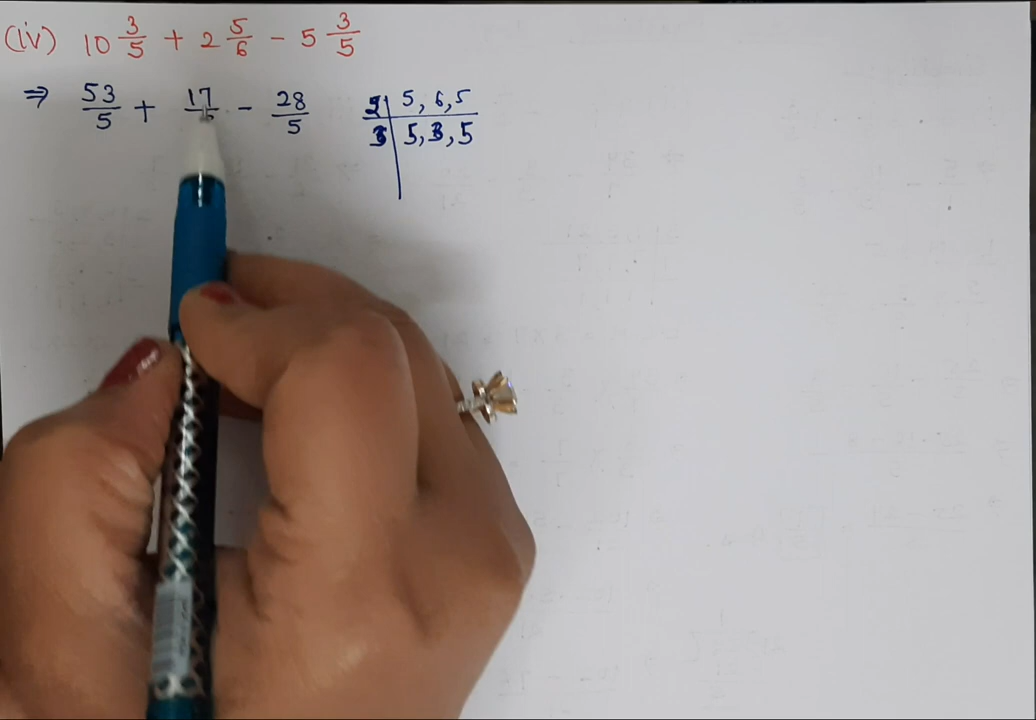 (iv) 10 3/5 + 2 5/6 - 5 3/5
⇒ 53/5 + 17/6 - 28/5
2 | 5, 6, 5
3 | 5, 3, 5